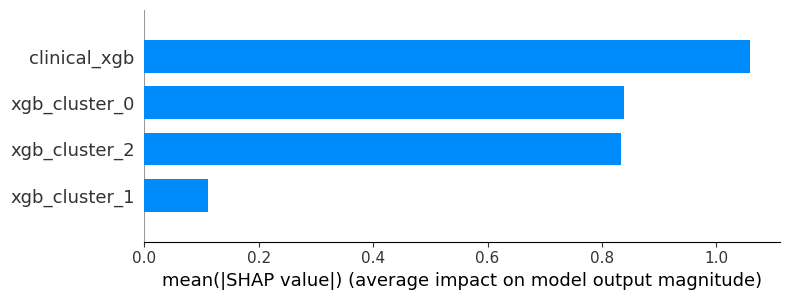 clinical_xgb
xgb_cluster_0
xgb_cluster_2
xgb_cluster_1
0.0 0.2 0.4 0.6 0.8 1.0
mean(|SHAP value|) (average impact on model output magnitude)